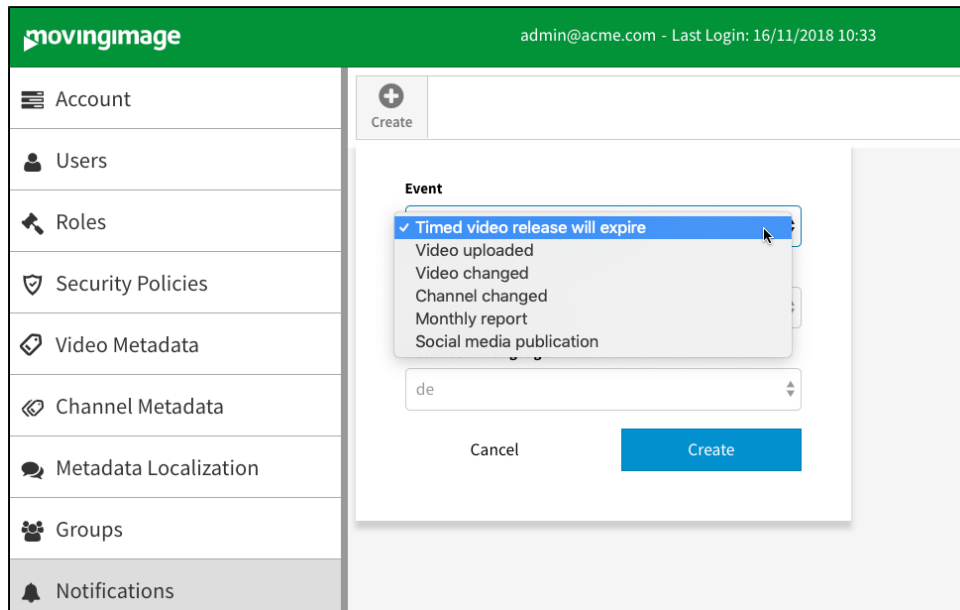 movingimage
admin@acme.com - Last Login: 16/11/2018 10:33
Account
Users
Roles
Security Policies
Video Metadata
Channel Metadata
Metadata Localization
Groups
Notifications
Create
Event
✓ Timed video release will expire
Video uploaded
Video changed
Channel changed
Monthly report
Social media publication
de
Cancel
Create